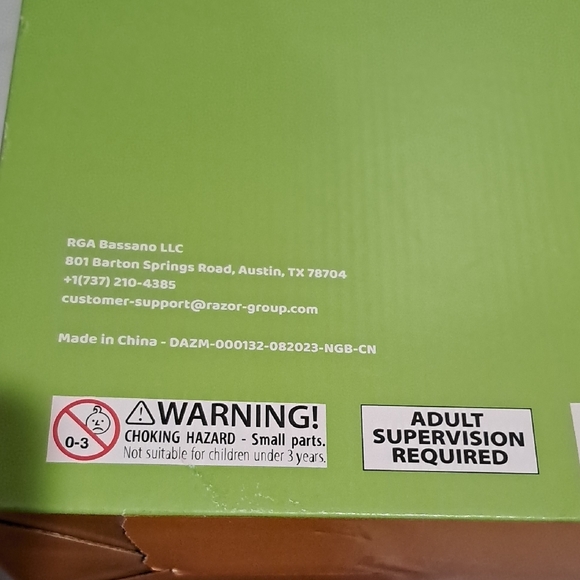 RGA Bassano LLC
801 Barton Springs Road, Austin, TX 78704
+1(737) 210-4385
customer-support@razor-group.com
Made in China - DAZM-000132-082023-NGB-CN
0-3
WARNING!
CHOKING HAZARD - Small parts.
Not suitable for children under 3 years.
ADULT
SUPERVISION
REQUIRED